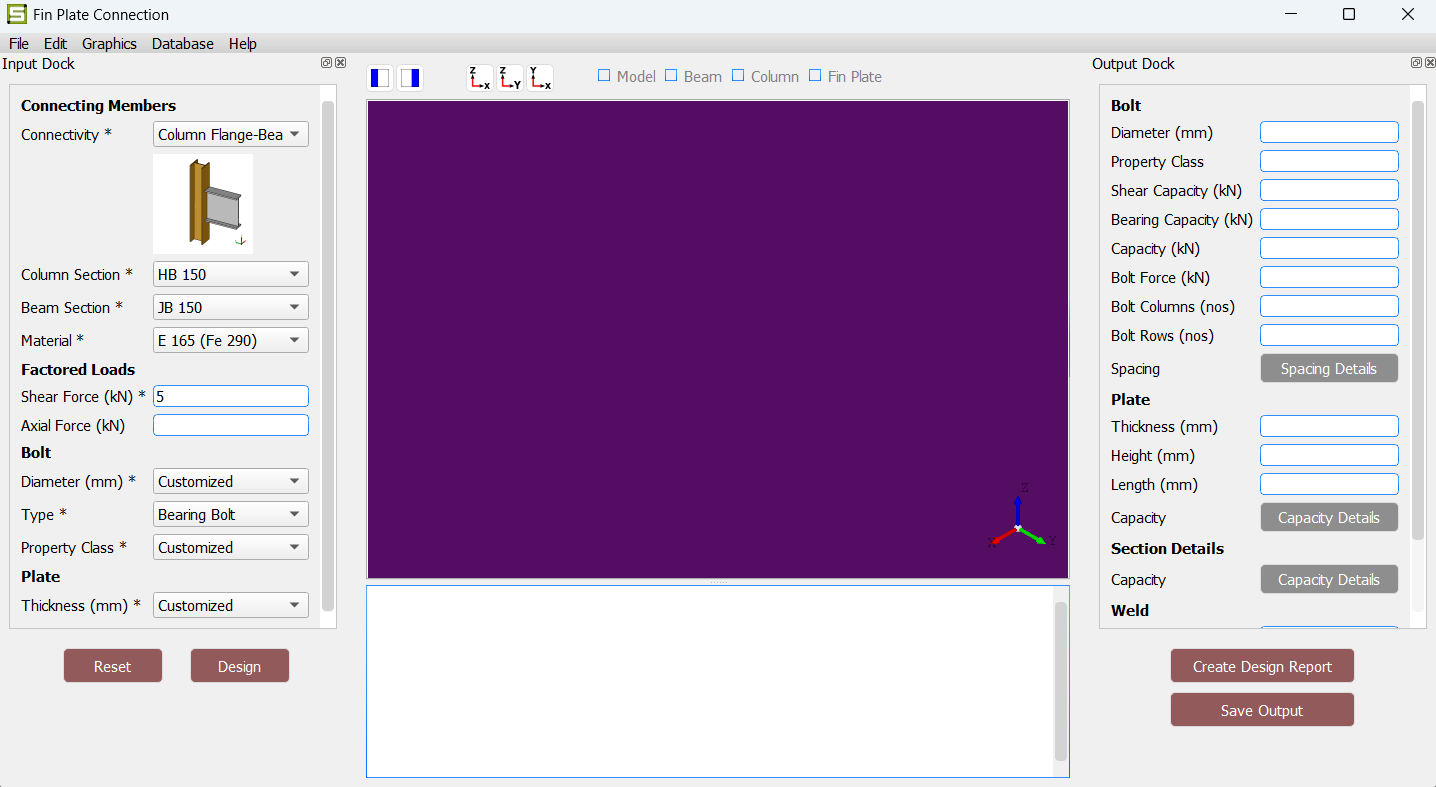 Fin Plate Connection
File Edit Graphics Database Help
Input Dock
Connecting Members
Connectivity * Column Flange-Bea
Column Section * HB 150
Beam Section * JB 150
Material * E 165 (Fe 290)
Factored Loads
Shear Force (kN) * 5
Axial Force (kN)
Bolt
Diameter (mm) * Customized
Type * Bearing Bolt
Property Class * Customized
Plate
Thickness (mm) * Customized
Reset Design
Z X Z Y Y X
Model Beam Column Fin Plate
Z
X Y
Output Dock
Bolt
Diameter (mm)
Property Class
Shear Capacity (kN)
Bearing Capacity (kN)
Capacity (kN)
Bolt Force (kN)
Bolt Columns (nos)
Bolt Rows (nos)
Spacing Spacing Details
Plate
Thickness (mm)
Height (mm)
Length (mm)
Capacity Capacity Details
Section Details
Capacity Capacity Details
Weld
Create Design Report
Save Output